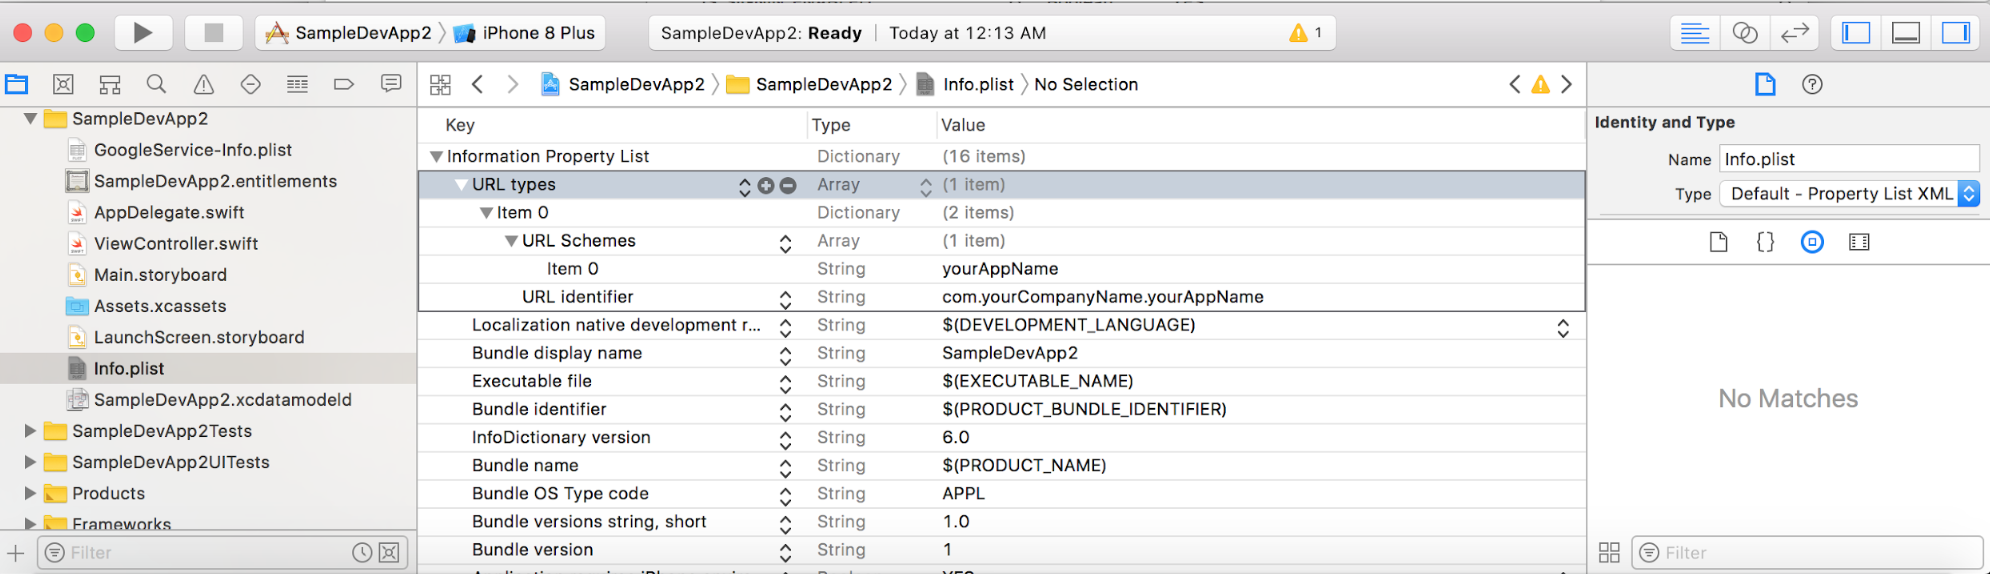 SampleDevApp2 iPhone 8 Plus
SampleDevApp2: Ready Today at 12:13 AM 1
SampleDevApp2 SampleDevApp2 Info.plist No Selection
SampleDevApp2
GoogleService-Info.plist
SampleDevApp2.entitlements
AppDelegate.swift
ViewController.swift
Main.storyboard
Assets.xcassets
LaunchScreen.storyboard
Info.plist
SampleDevApp2.xcdatamodeld
SampleDevApp2Tests
SampleDevApp2UITests
Products
Frameworks
Filter
Key Type Value
Information Property List Dictionary (16 items)
URL types Array (1 item)
Item 0 Dictionary (2 items)
URL Schemes Array (1 item)
Item 0 String yourAppName
URL identifier String com.yourCompanyName.yourAppName
Localization native development r... String $(DEVELOPMENT_LANGUAGE)
Bundle display name String SampleDevApp2
Executable file String $(EXECUTABLE_NAME)
Bundle identifier String $(PRODUCT_BUNDLE_IDENTIFIER)
InfoDictionary version String 6.0
Bundle name String $(PRODUCT_NAME)
Bundle OS Type code String APPL
Bundle versions string, short String 1.0
Bundle version String 1
Identity and Type
Name Info.plist
Type Default - Property List XML
No Matches
Filter